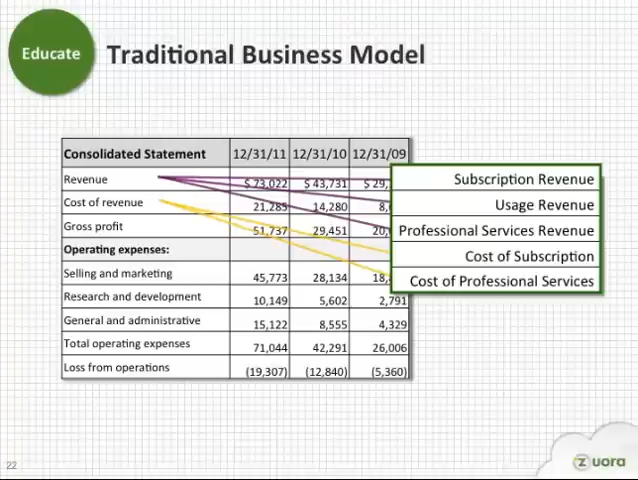 Educate
Traditional Business Model
Consolidated Statement 12/31/11 12/31/10 12/31/09
Revenue $ 73,022 $ 43,731 $ 29,
Cost of revenue 21,285 14,280 8,
Gross profit 51,737 29,451 20,
Operating expenses:
Selling and marketing 45,773 28,134 18,
Research and development 10,149 5,602 2,791
General and administrative 15,122 8,555 4,329
Total operating expenses 71,044 42,291 26,006
Loss from operations (19,307) (12,840) (5,360)
Subscription Revenue
Usage Revenue
Professional Services Revenue
Cost of Subscription
Cost of Professional Services
22
zuora